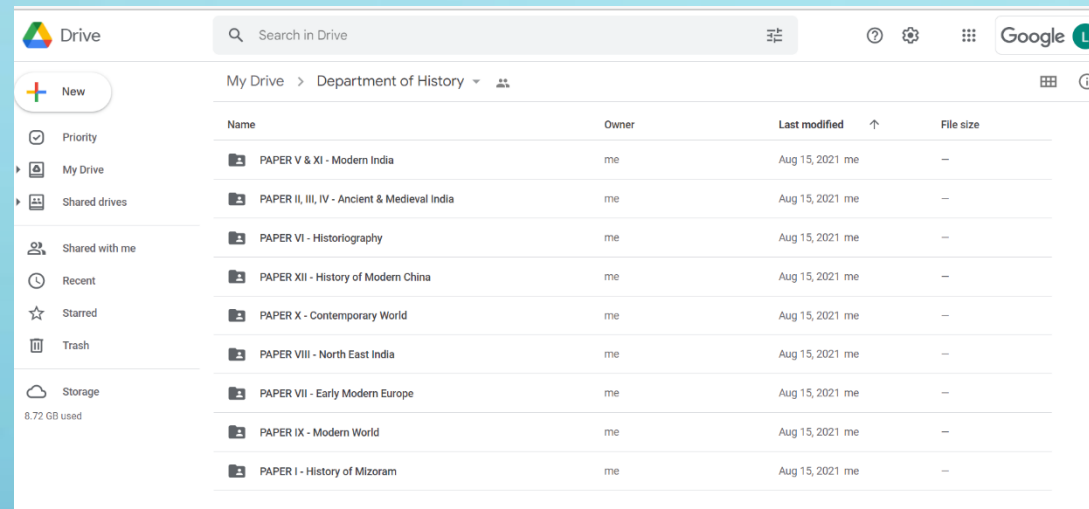 Drive
Search in Drive
Google L
New
My Drive > Department of History
Name Owner Last modified File size
Priority
My Drive
Shared drives
Shared with me
Recent
Starred
Trash
Storage
8.72 GB used
PAPER V & XI - Modern India me Aug 15, 2021 me —
PAPER II, III, IV - Ancient & Medieval India me Aug 15, 2021 me —
PAPER VI - Historiography me Aug 15, 2021 me —
PAPER XII - History of Modern China me Aug 15, 2021 me —
PAPER X - Contemporary World me Aug 15, 2021 me —
PAPER VIII - North East India me Aug 15, 2021 me —
PAPER VII - Early Modern Europe me Aug 15, 2021 me —
PAPER IX - Modern World me Aug 15, 2021 me —
PAPER I - History of Mizoram me Aug 15, 2021 me —